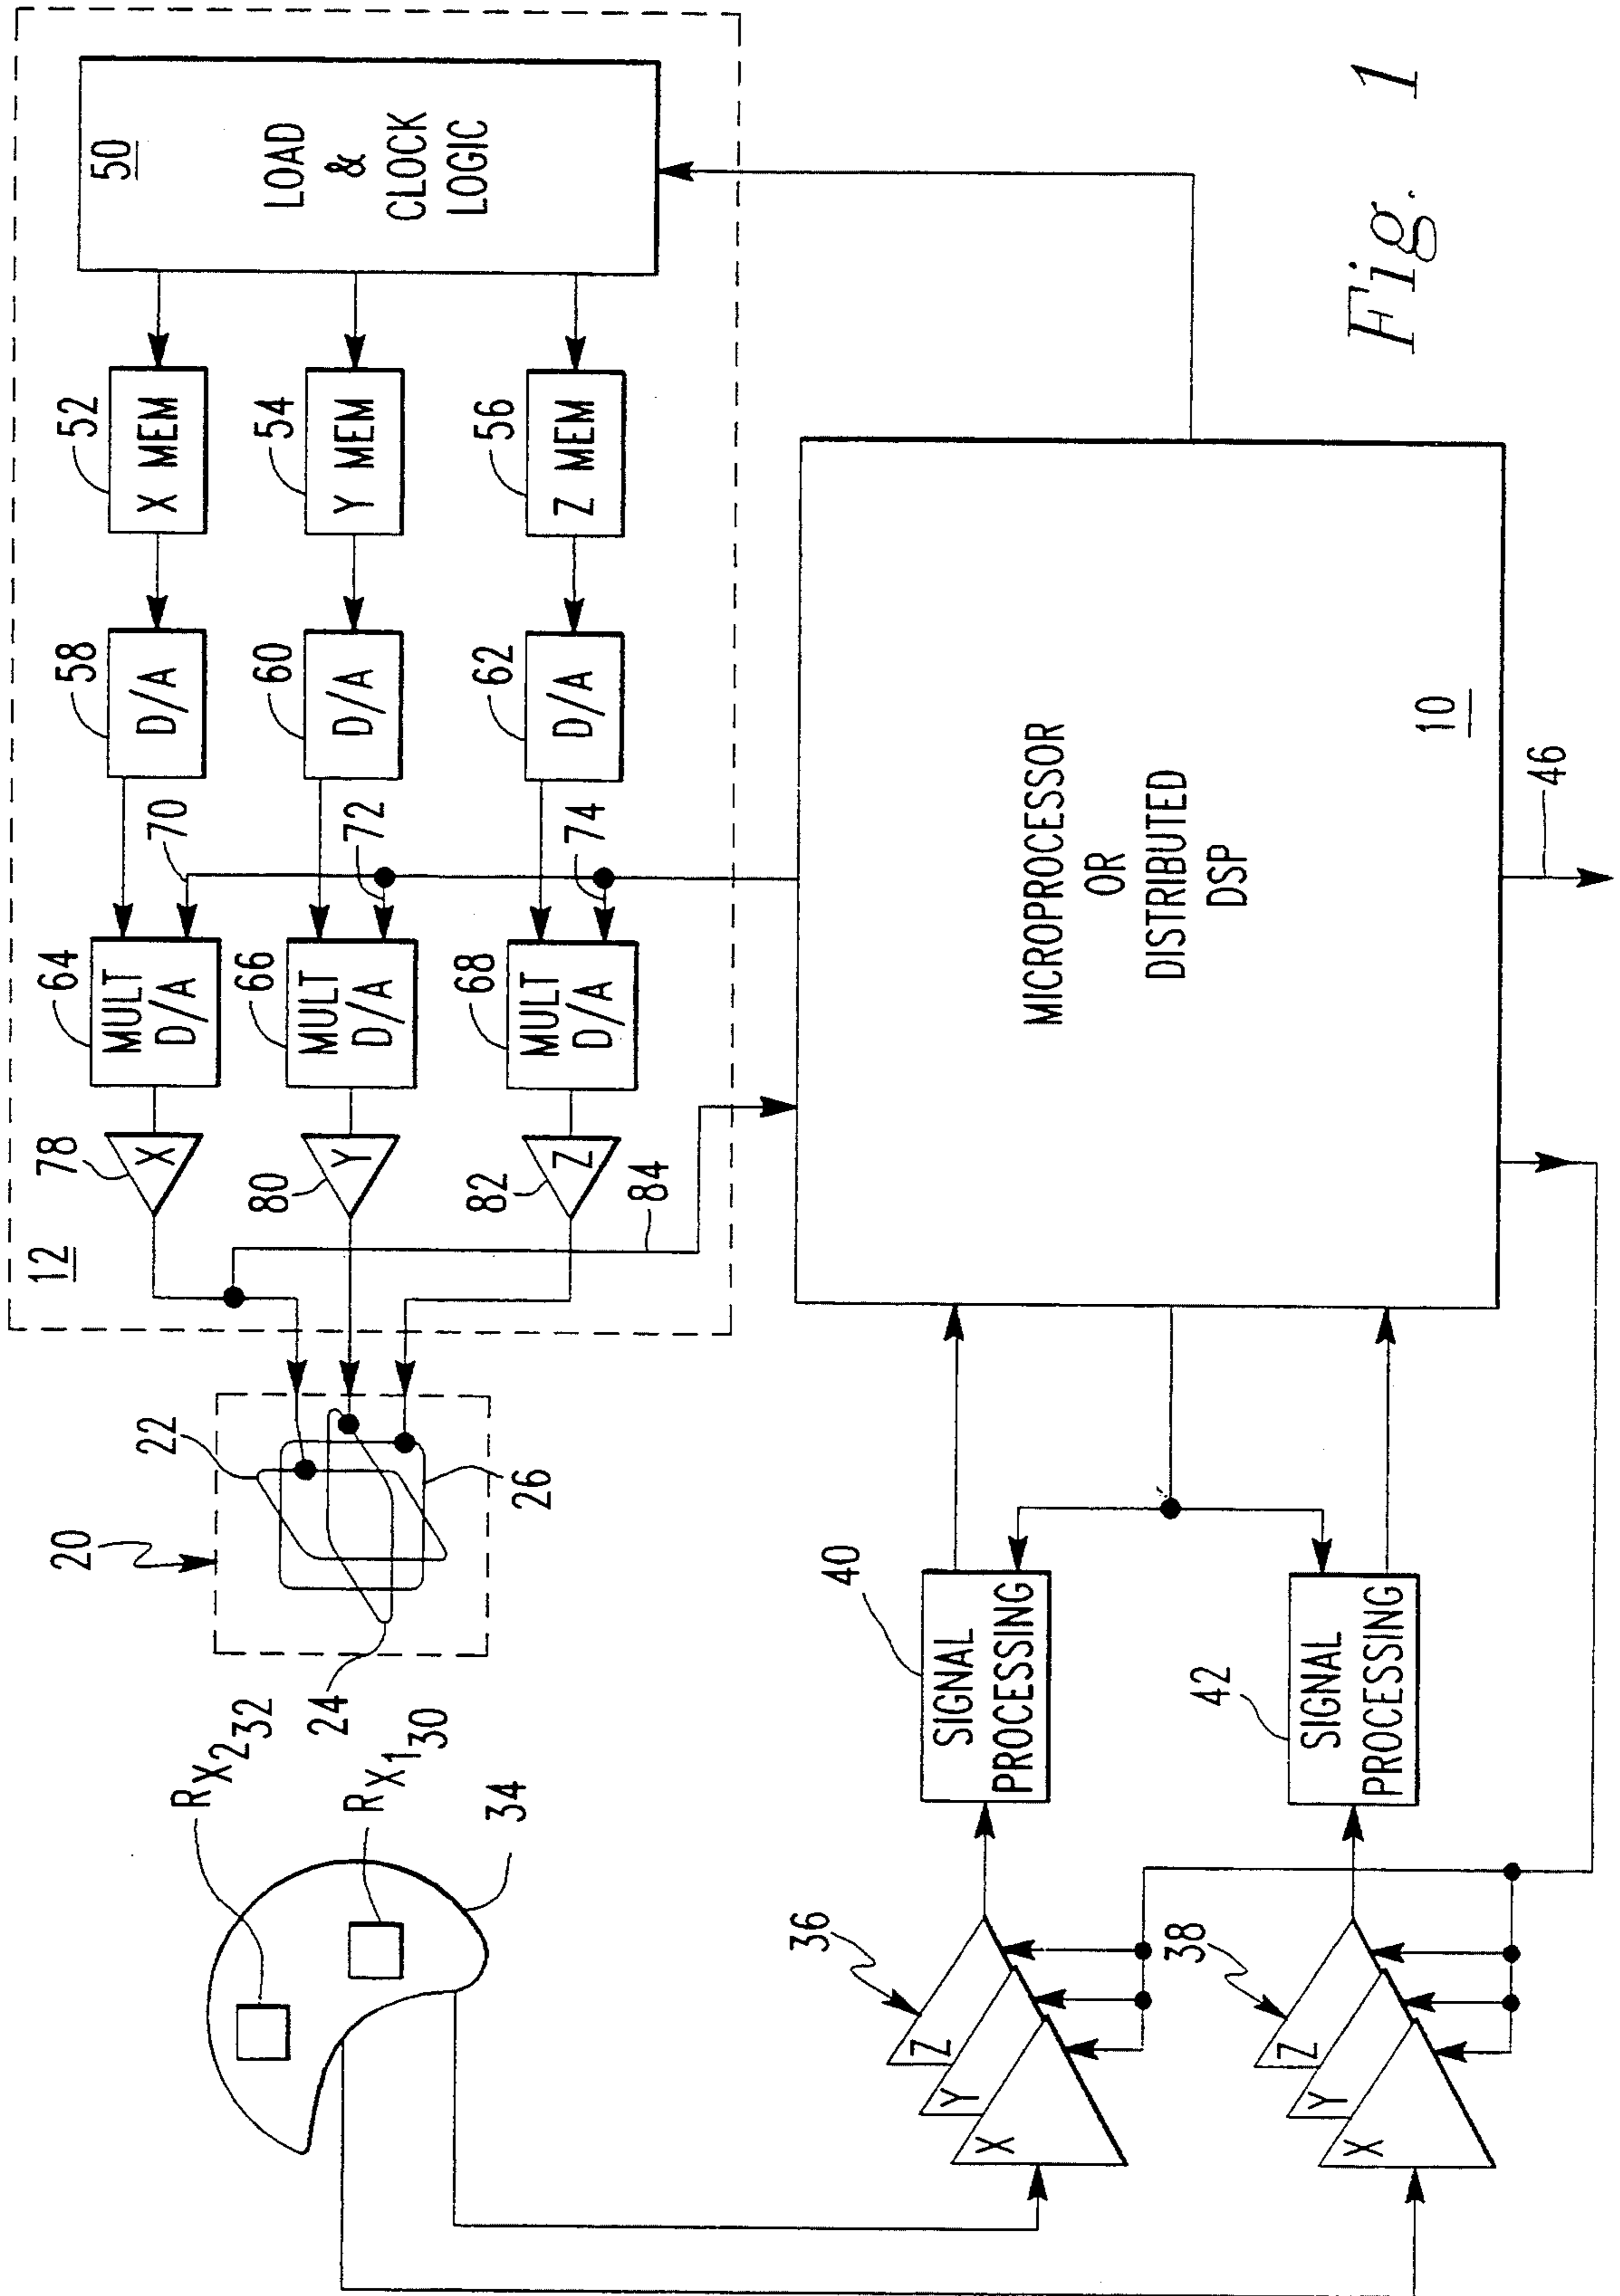 12
78
X
64
MULT
D/A
70
58
D/A
52
X MEM
50
LOAD
&
CLOCK
LOGIC
80
Y
66
MULT
D/A
72
60
D/A
54
Y MEM
82
Z
68
MULT
D/A
74
62
D/A
56
Z MEM
84
20
22
24
26
RX2 32
RX1 30
34
36
Z
Y
X
40
SIGNAL
PROCESSING
38
Z
Y
X
42
SIGNAL
PROCESSING
MICROPROCESSOR
OR
DISTRIBUTED
DSP
10
46
Fig. 1